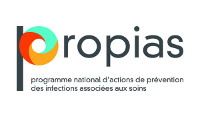 propias
programme national d'actions de prévention
des infections associées aux soins